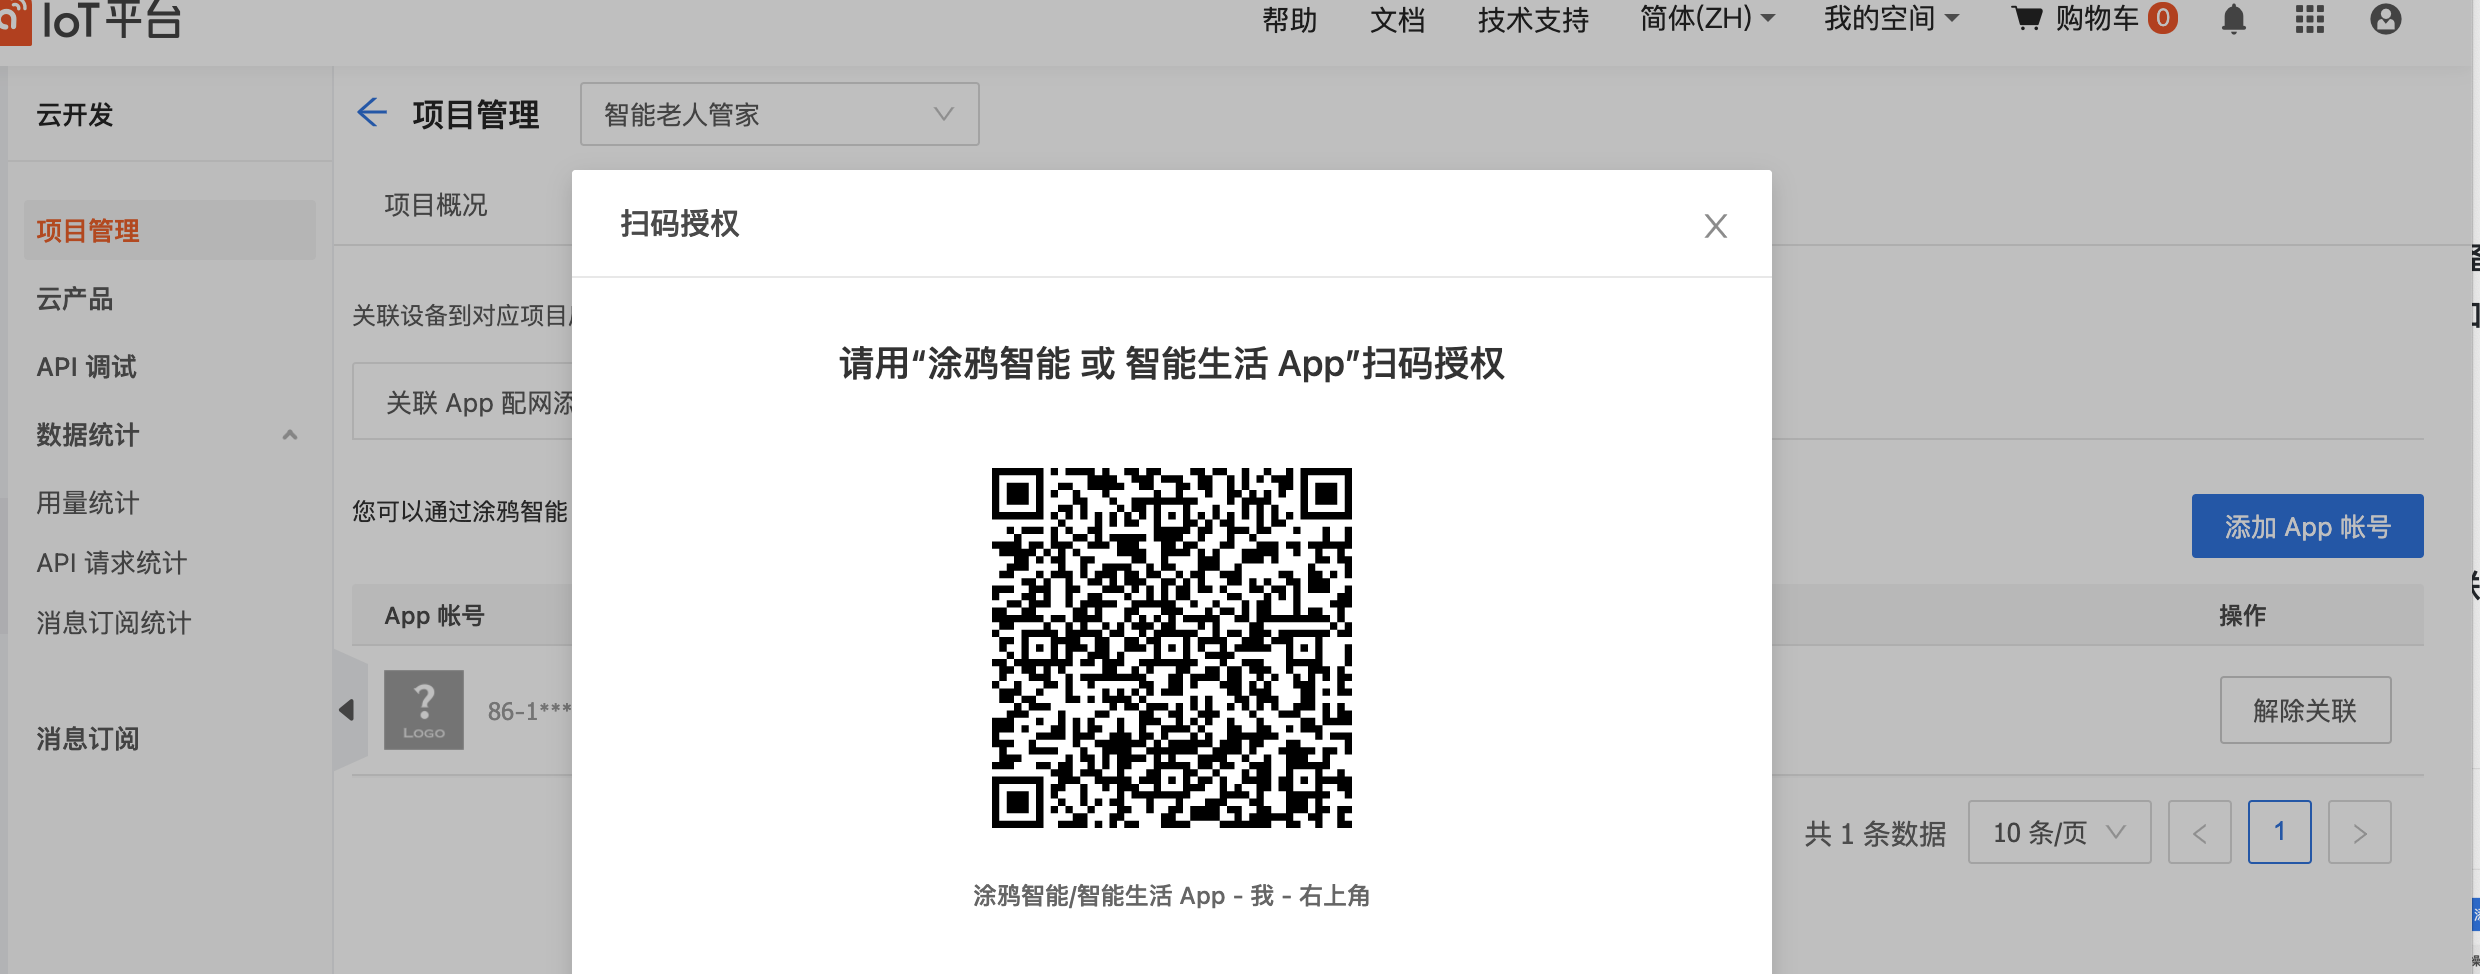 IoT平台
帮助
文档
技术支持
简体(ZH)
我的空间
购物车
0
云开发
项目管理
智能老人管家
项目概况
扫码授权
项目管理
云产品
API 调试
数据统计
用量统计
API 请求统计
消息订阅统计
消息订阅
关联设备到对应项目
关联 App 配网添
请用“涂鸦智能 或 智能生活 App”扫码授权
您可以通过涂鸦智能
添加 App 帐号
App 帐号
操作
?
LOGO
86-1***
解除关联
共 1 条数据
10 条/页
<
1
>
涂鸦智能/智能生活 App - 我 - 右上角